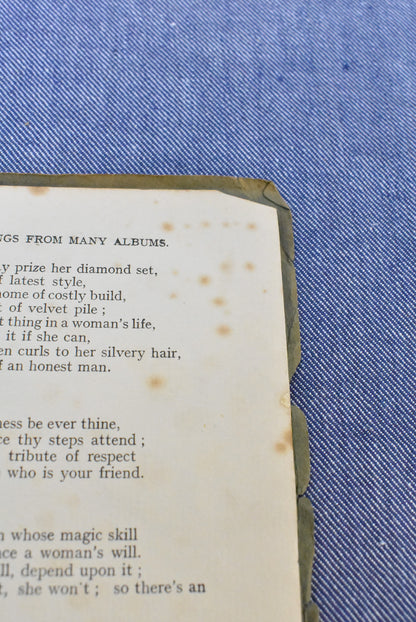 NGS FROM MANY ALBUMS.
y prize her diamond set,
f latest style,
home of costly build,
t of velvet pile ;
t thing in a woman's life,
it if she can,
en curls to her silvery hair,
f an honest man.
ness be ever thine,
ce thy steps attend ;
tribute of respect
who is your friend.
n whose magic skill
nce a woman's will.
ll, depend upon it ;
t, she won't ; so there's an